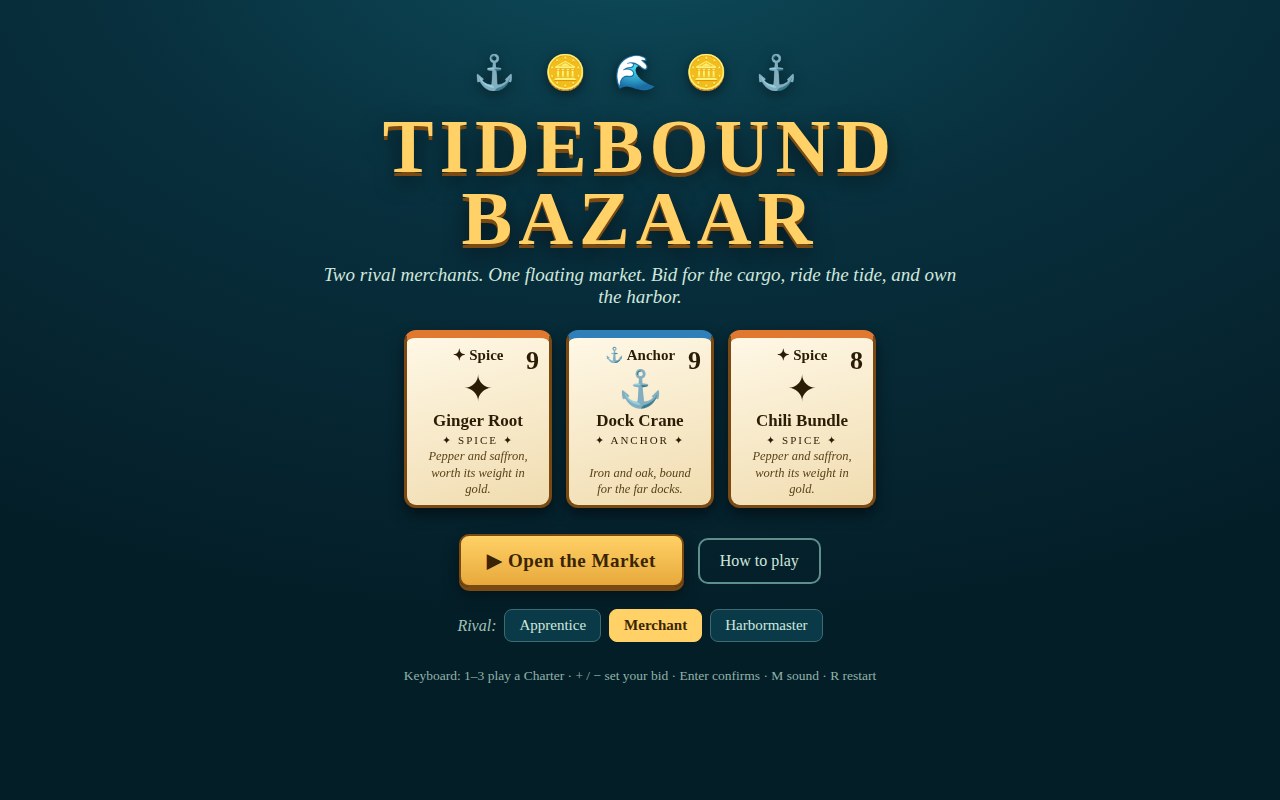 TIDEBOUND
BAZAAR
Two rival merchants. One floating market. Bid for the cargo, ride the tide, and own
the harbor.
✦ Spice 9
Ginger Root
✦ SPICE ✦
Pepper and saffron,
worth its weight in
gold.
⚓ Anchor 9
Dock Crane
✦ ANCHOR ✦
Iron and oak, bound
for the far docks.
✦ Spice 8
Chili Bundle
✦ SPICE ✦
Pepper and saffron,
worth its weight in
gold.
▶ Open the Market
How to play
Rival: Apprentice Merchant Harbormaster
Keyboard: 1–3 play a Charter · + / − set your bid · Enter confirms · M sound · R restart